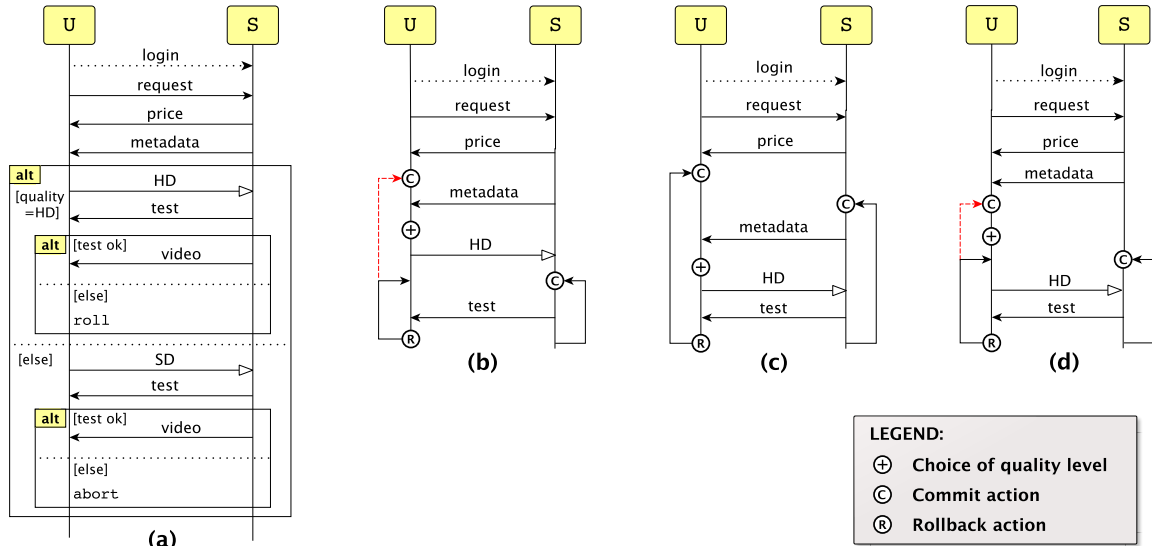 U
S
login
request
price
metadata
alt
[quality
=HD]
HD
test
alt
[test ok]
video
[else]
roll
[else]
SD
test
alt
[test ok]
video
[else]
abort
(a)
U
S
login
request
price
C
metadata
+
HD
C
test
R
(b)
U
S
login
request
price
C
C
metadata
+
HD
test
R
(c)
U
S
login
request
price
metadata
C
+
C
HD
test
R
(d)
LEGEND:
+ Choice of quality level
C Commit action
R Rollback action